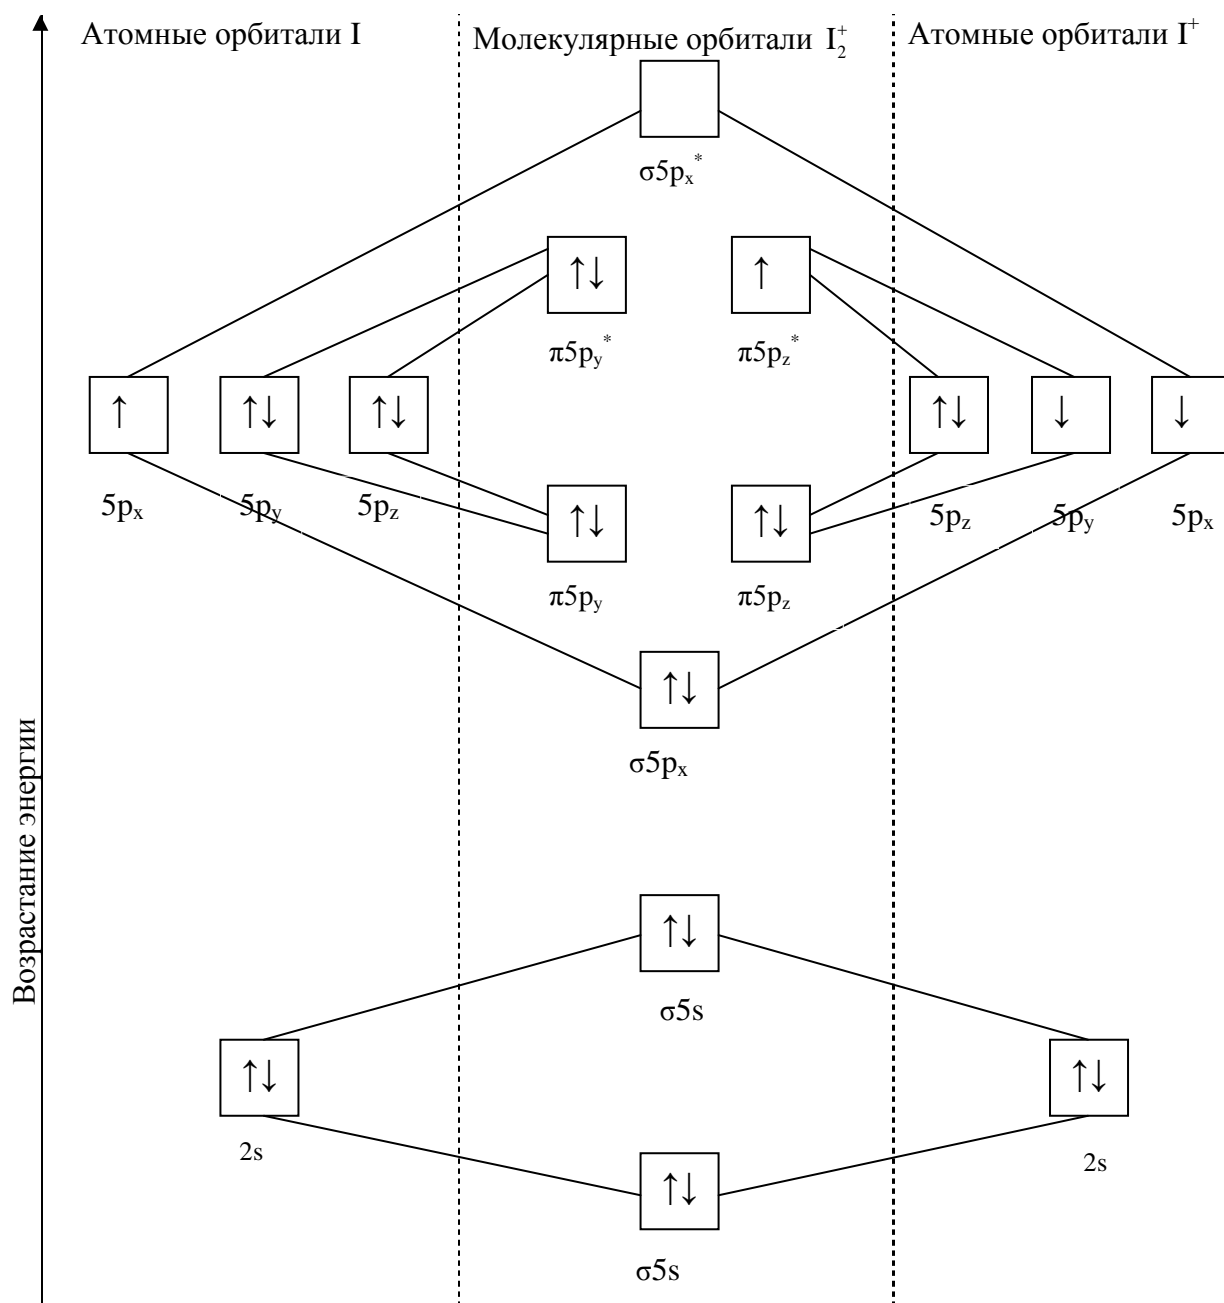 Атомные орбитали I
Молекулярные орбитали I₂⁺
Атомные орбитали I⁺
σ5pₓ*
↑↓ ↑
π5p_y* π5p_z*
↑ ↑↓ ↑↓ ↑↓ ↓ ↓
5pₓ 5p_y 5p_z 5p_z 5p_y 5pₓ
↑↓ ↑↓
π5p_y π5p_z
↑↓
σ5pₓ
Возрастание энергии
↑↓
σ5s
↑↓ ↑↓
2s 2s
↑↓
σ5s